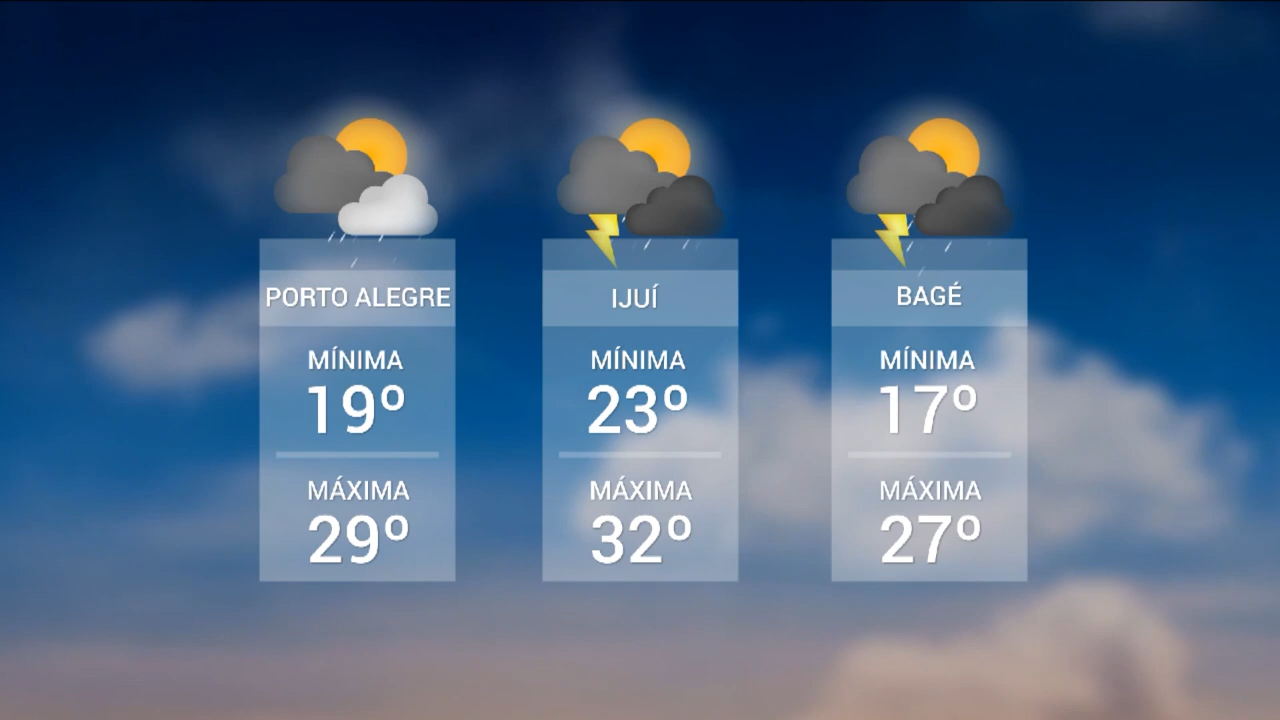 PORTO ALEGRE
MÍNIMA
19º
MÁXIMA
29º
IJUÍ
MÍNIMA
23º
MÁXIMA
32º
BAGÉ
MÍNIMA
17º
MÁXIMA
27º